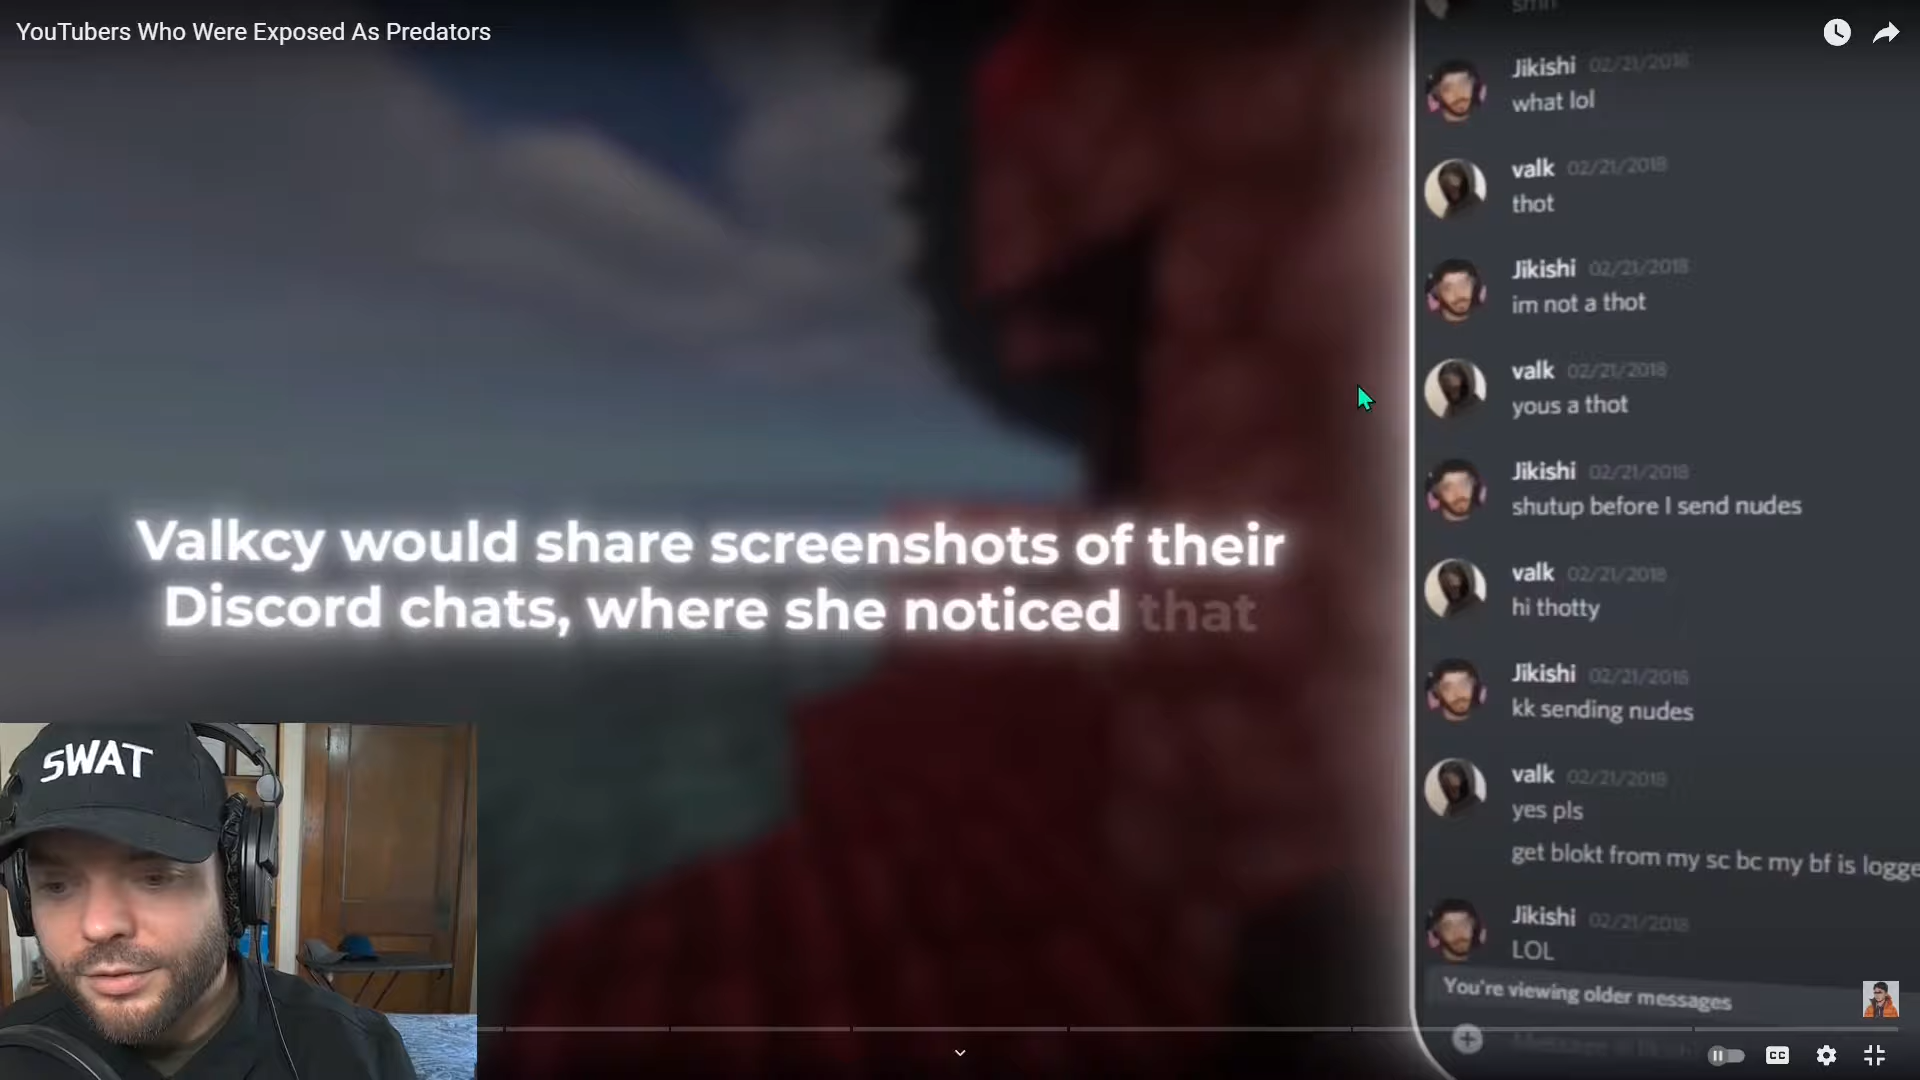 YouTubers Who Were Exposed As Predators
smh
Jikishi 02/21/2018
what lol
valk 02/21/2018
thot
Jikishi 02/21/2018
im not a thot
valk 02/21/2018
yous a thot
Jikishi 02/21/2018
shutup before I send nudes
valk 02/21/2018
hi thotty
Jikishi 02/21/2018
kk sending nudes
valk 02/21/2018
yes pls
get blokt from my sc bc my bf is logge
Jikishi 02/21/2018
LOL
You're viewing older messages
Valkcy would share screenshots of their
Discord chats, where she noticed that
SWAT
CC